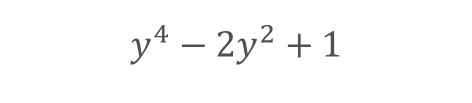 y⁴ − 2y² + 1